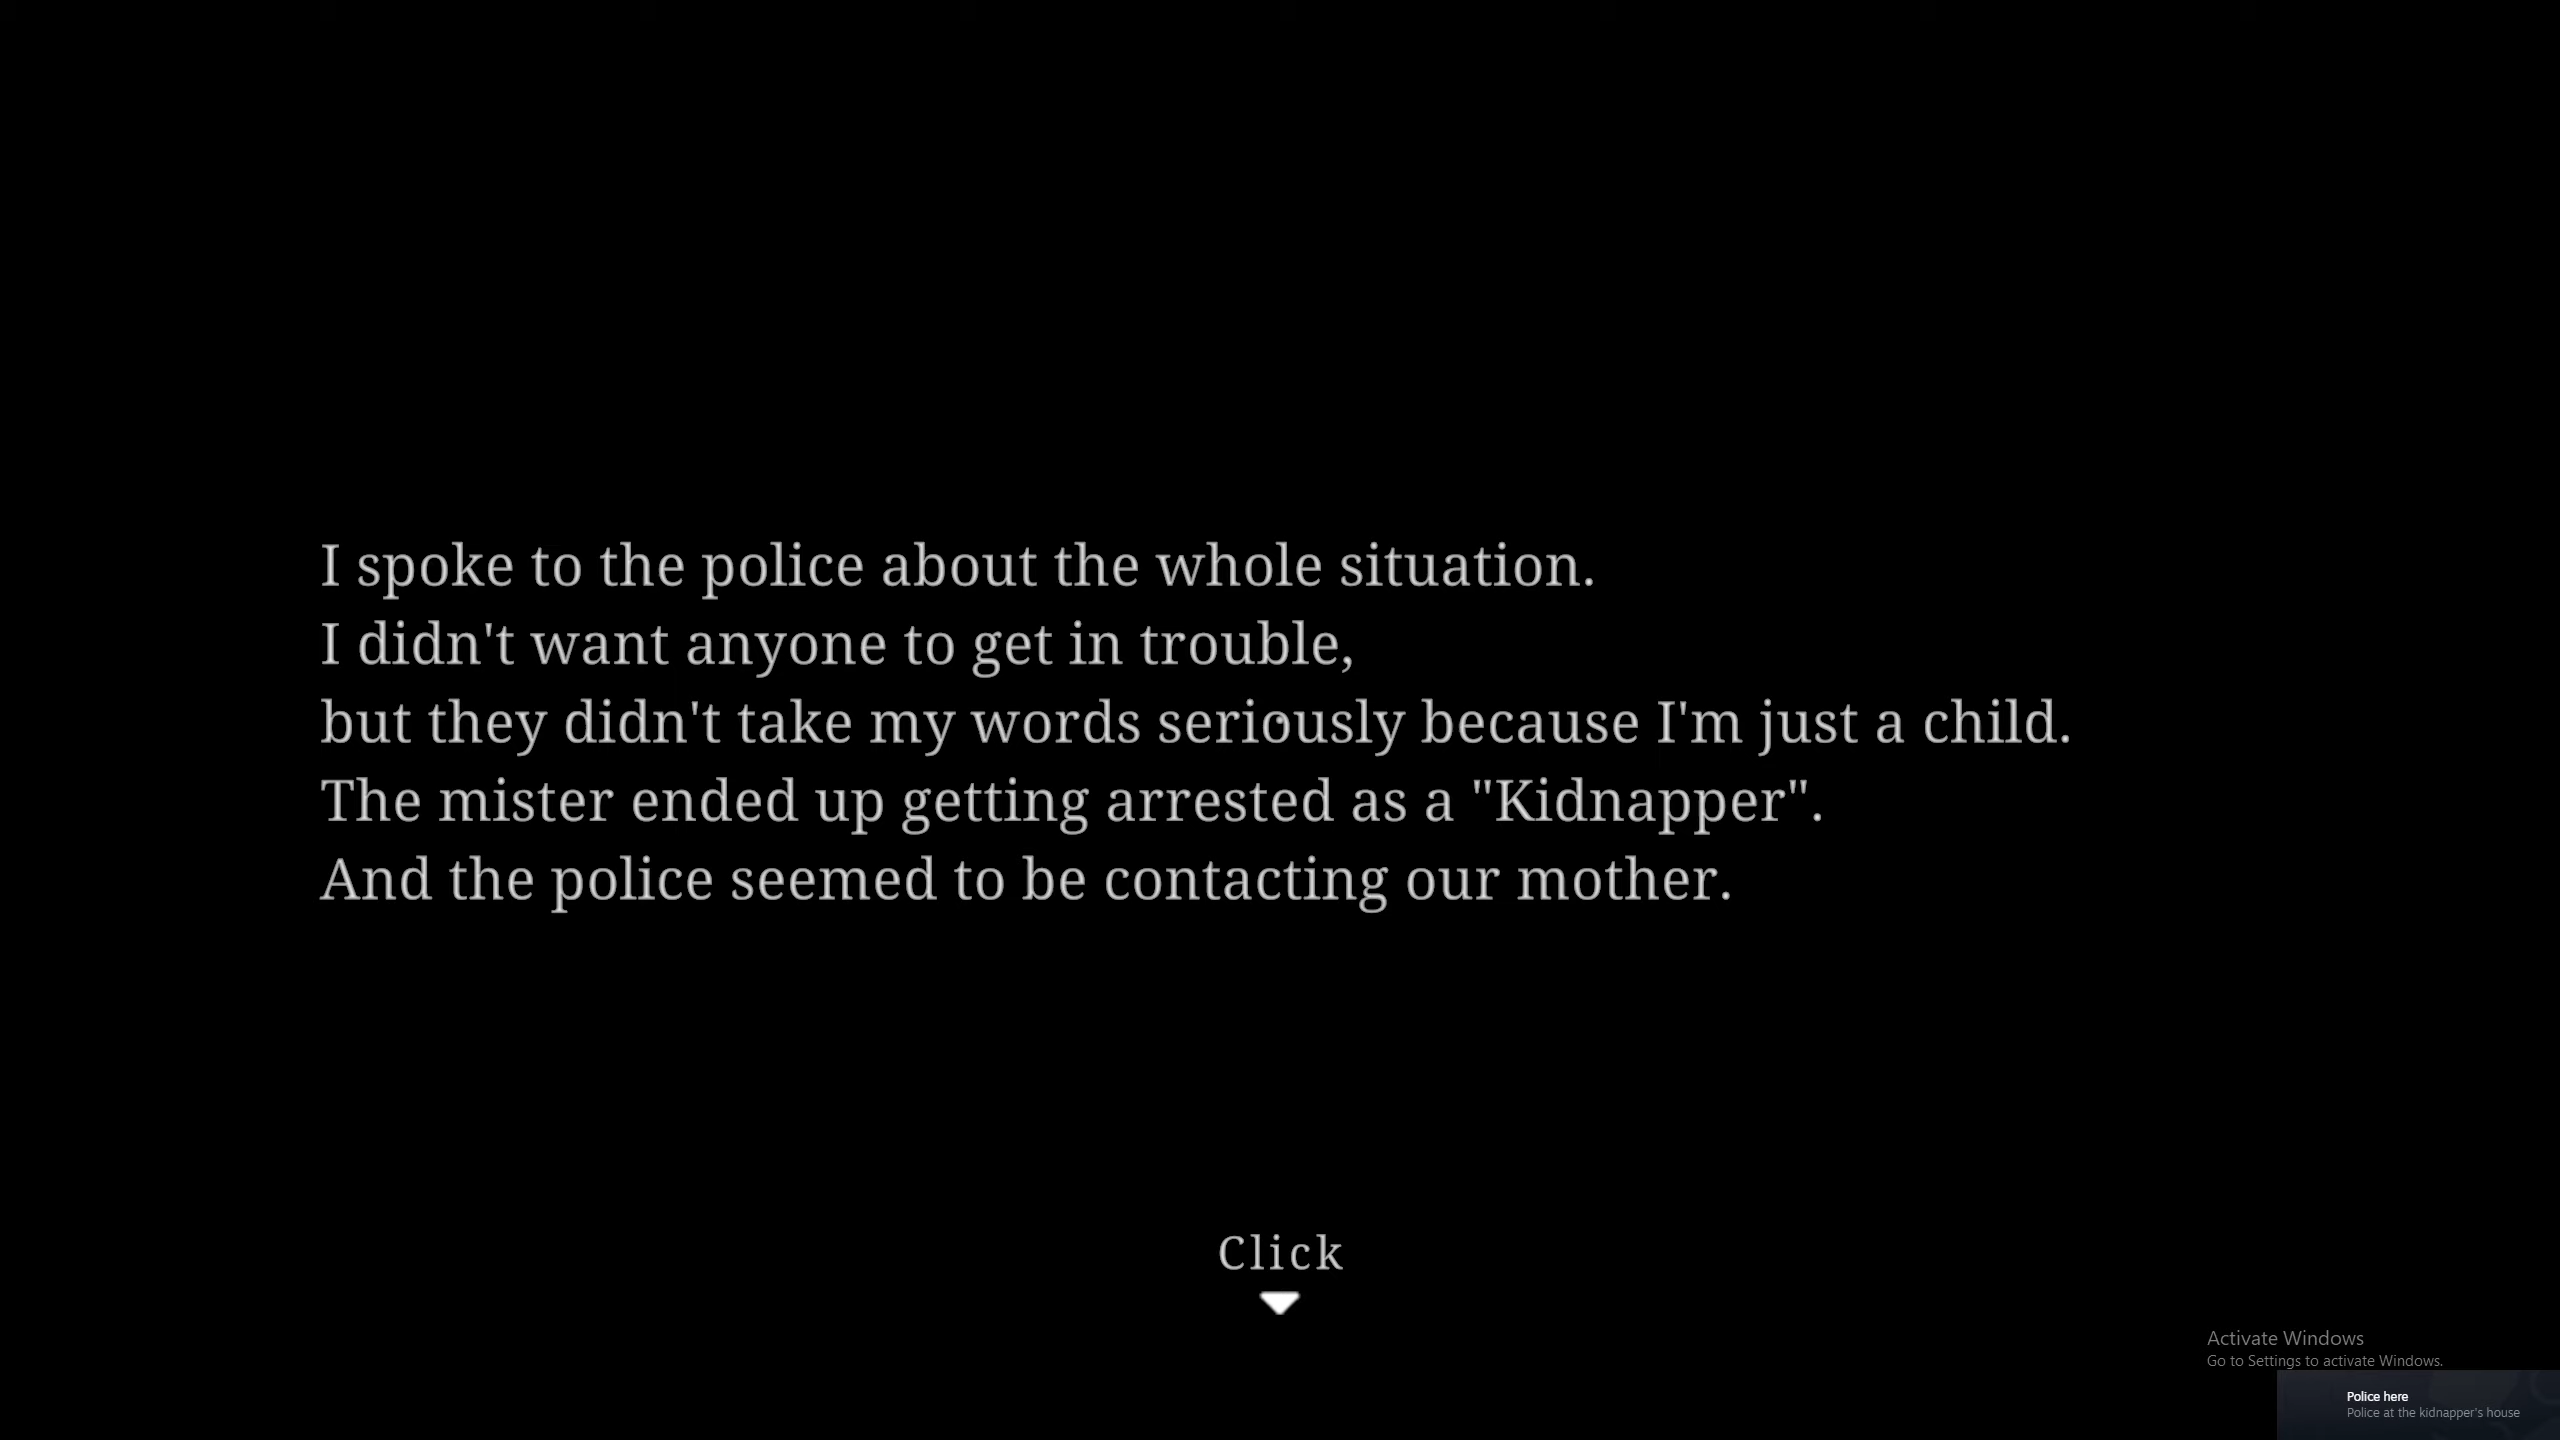 I spoke to the police about the whole situation.
I didn't want anyone to get in trouble,
but they didn't take my words seriously because I'm just a child.
The mister ended up getting arrested as a "Kidnapper".
And the police seemed to be contacting our mother.
Click
Activate Windows
Go to Settings to activate Windows.
Police here
Police at the kidnapper's house